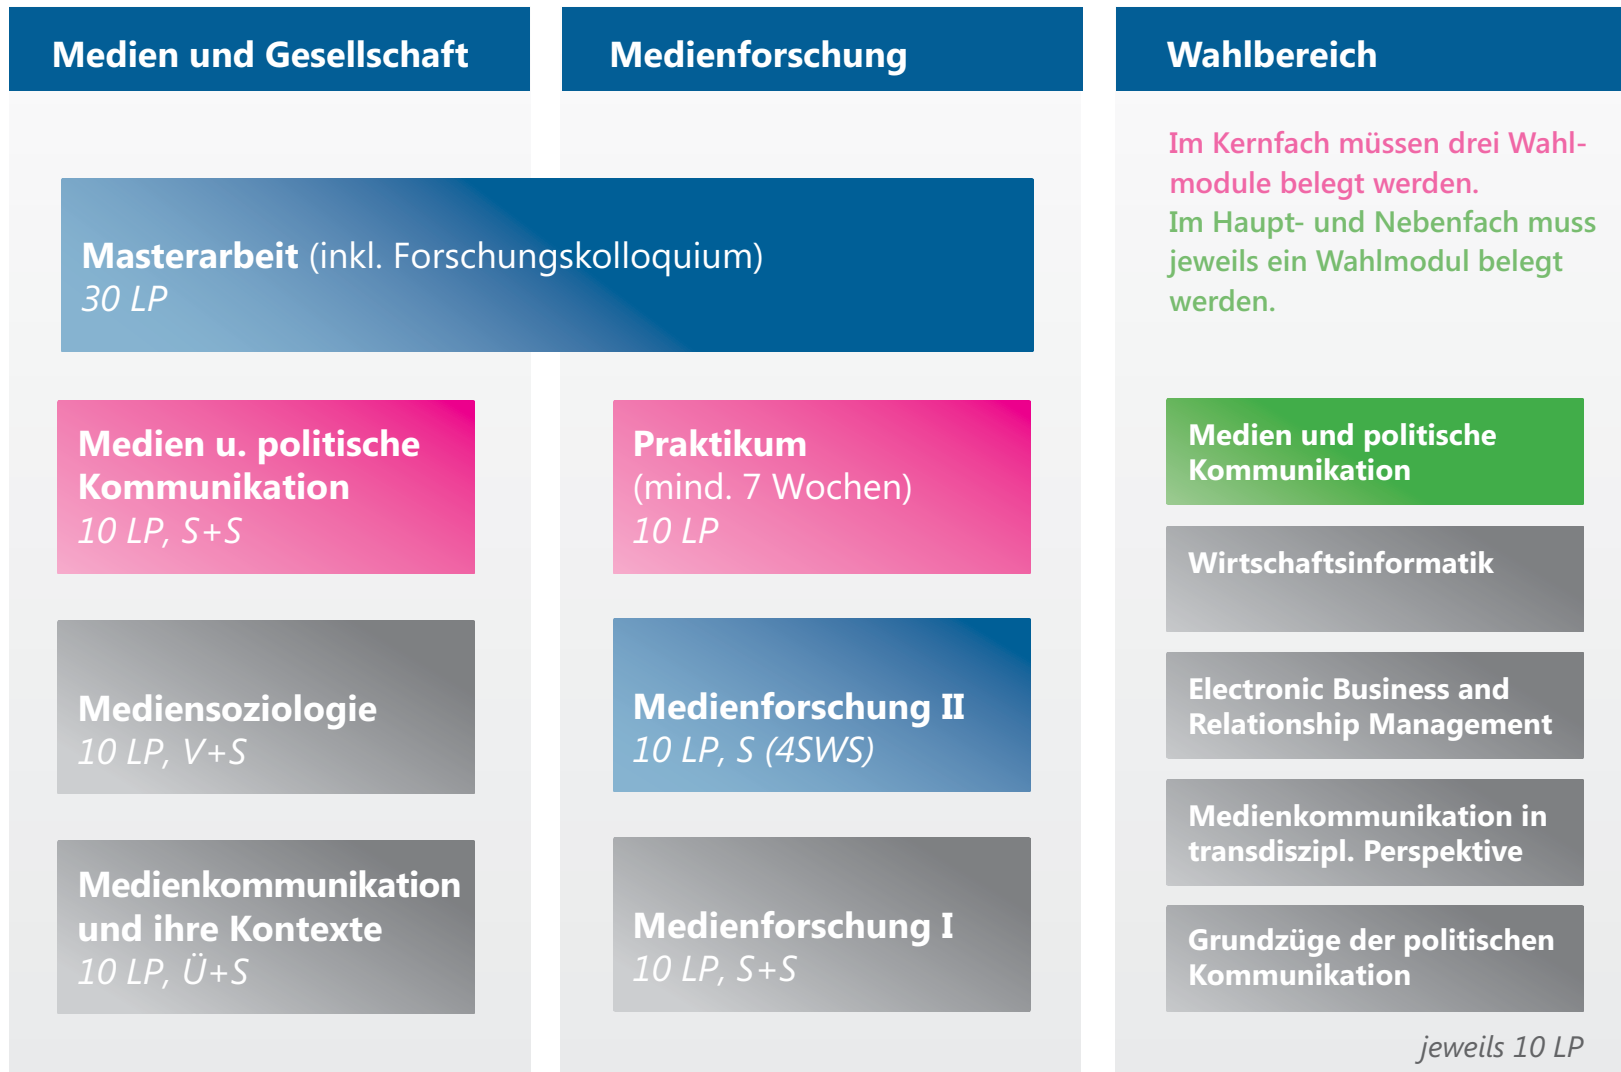 Medien und Gesellschaft
Medienforschung
Wahlbereich
Masterarbeit (inkl. Forschungskolloquium)
30 LP
Medien u. politische
Kommunikation
10 LP, S+S
Mediensoziologie
10 LP, V+S
Medienkommunikation
und ihre Kontexte
10 LP, Ü+S
Praktikum
(mind. 7 Wochen)
10 LP
Medienforschung II
10 LP, S (4SWS)
Medienforschung I
10 LP, S+S
Im Kernfach müssen drei Wahl-
module belegt werden.
Im Haupt- und Nebenfach muss
jeweils ein Wahlmodul belegt
werden.
Medien und politische
Kommunikation
Wirtschaftsinformatik
Electronic Business and
Relationship Management
Medienkommunikation in
transdiszipl. Perspektive
Grundzüge der politischen
Kommunikation
jeweils 10 LP